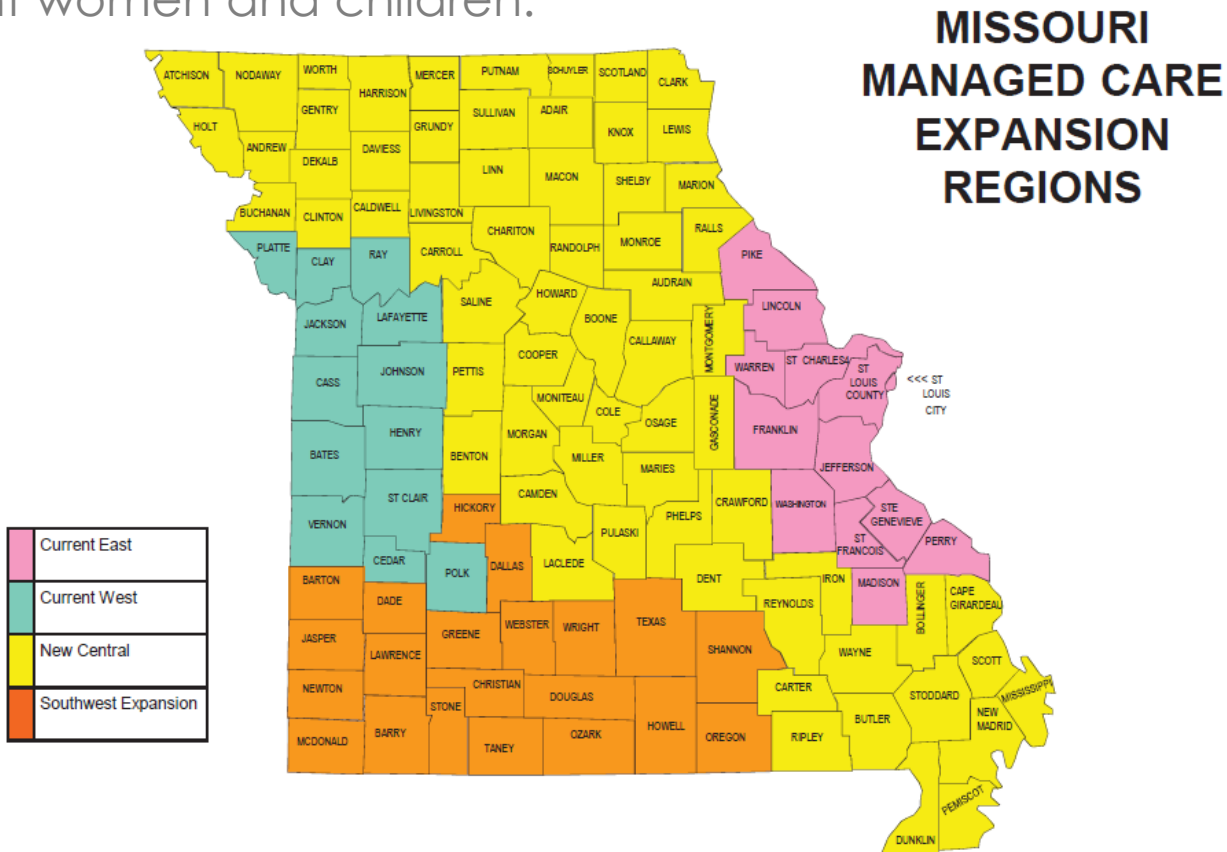 women and children.
MISSOURI
MANAGED CARE
EXPANSION
REGIONS
ATCHISON
NODAWAY
WORTH
HARRISON
MERCER
PUTNAM
SCHUYLER
SCOTLAND
CLARK
GENTRY
SULLIVAN
ADAIR
HOLT
GRUNDY
KNOX
LEWIS
ANDREW
DAVIESS
DEKALB
LINN
MACON
SHELBY
MARION
BUCHANAN
CLINTON
CALDWELL
LIVINGSTON
CHARITON
RALLS
PLATTE
CLAY
RAY
CARROLL
RANDOLPH
MONROE
PIKE
AUDRAIN
SALINE
HOWARD
BOONE
LINCOLN
JACKSON
LAFAYETTE
CALLAWAY
MONTGOMERY
COOPER
WARREN
ST CHARLES4
ST
LOUIS
COUNTY
<<< ST
LOUIS
CITY
CASS
JOHNSON
PETTIS
MONITEAU
COLE
OSAGE
GASCONADE
FRANKLIN
HENRY
MORGAN
BATES
BENTON
MILLER
MARIES
JEFFERSON
ST CLAIR
HICKORY
CAMDEN
CRAWFORD
WASHINGTON
STE
GENEVIEVE
VERNON
PULASKI
PHELPS
ST
FRANCOIS
PERRY
CEDAR
POLK
DALLAS
LACLEDE
DENT
IRON
MADISON
BOLLINGER
CAPE
GIRARDEAU
BARTON
DADE
REYNOLDS
JASPER
GREENE
WEBSTER
WRIGHT
TEXAS
LAWRENCE
SHANNON
WAYNE
SCOTT
NEWTON
CHRISTIAN
DOUGLAS
CARTER
STODDARD
MISSISSIPPI
STONE
BUTLER
NEW
MADRID
MCDONALD
BARRY
TANEY
OZARK
HOWELL
OREGON
RIPLEY
PEMISCOT
DUNKLIN
Current East
Current West
New Central
Southwest Expansion